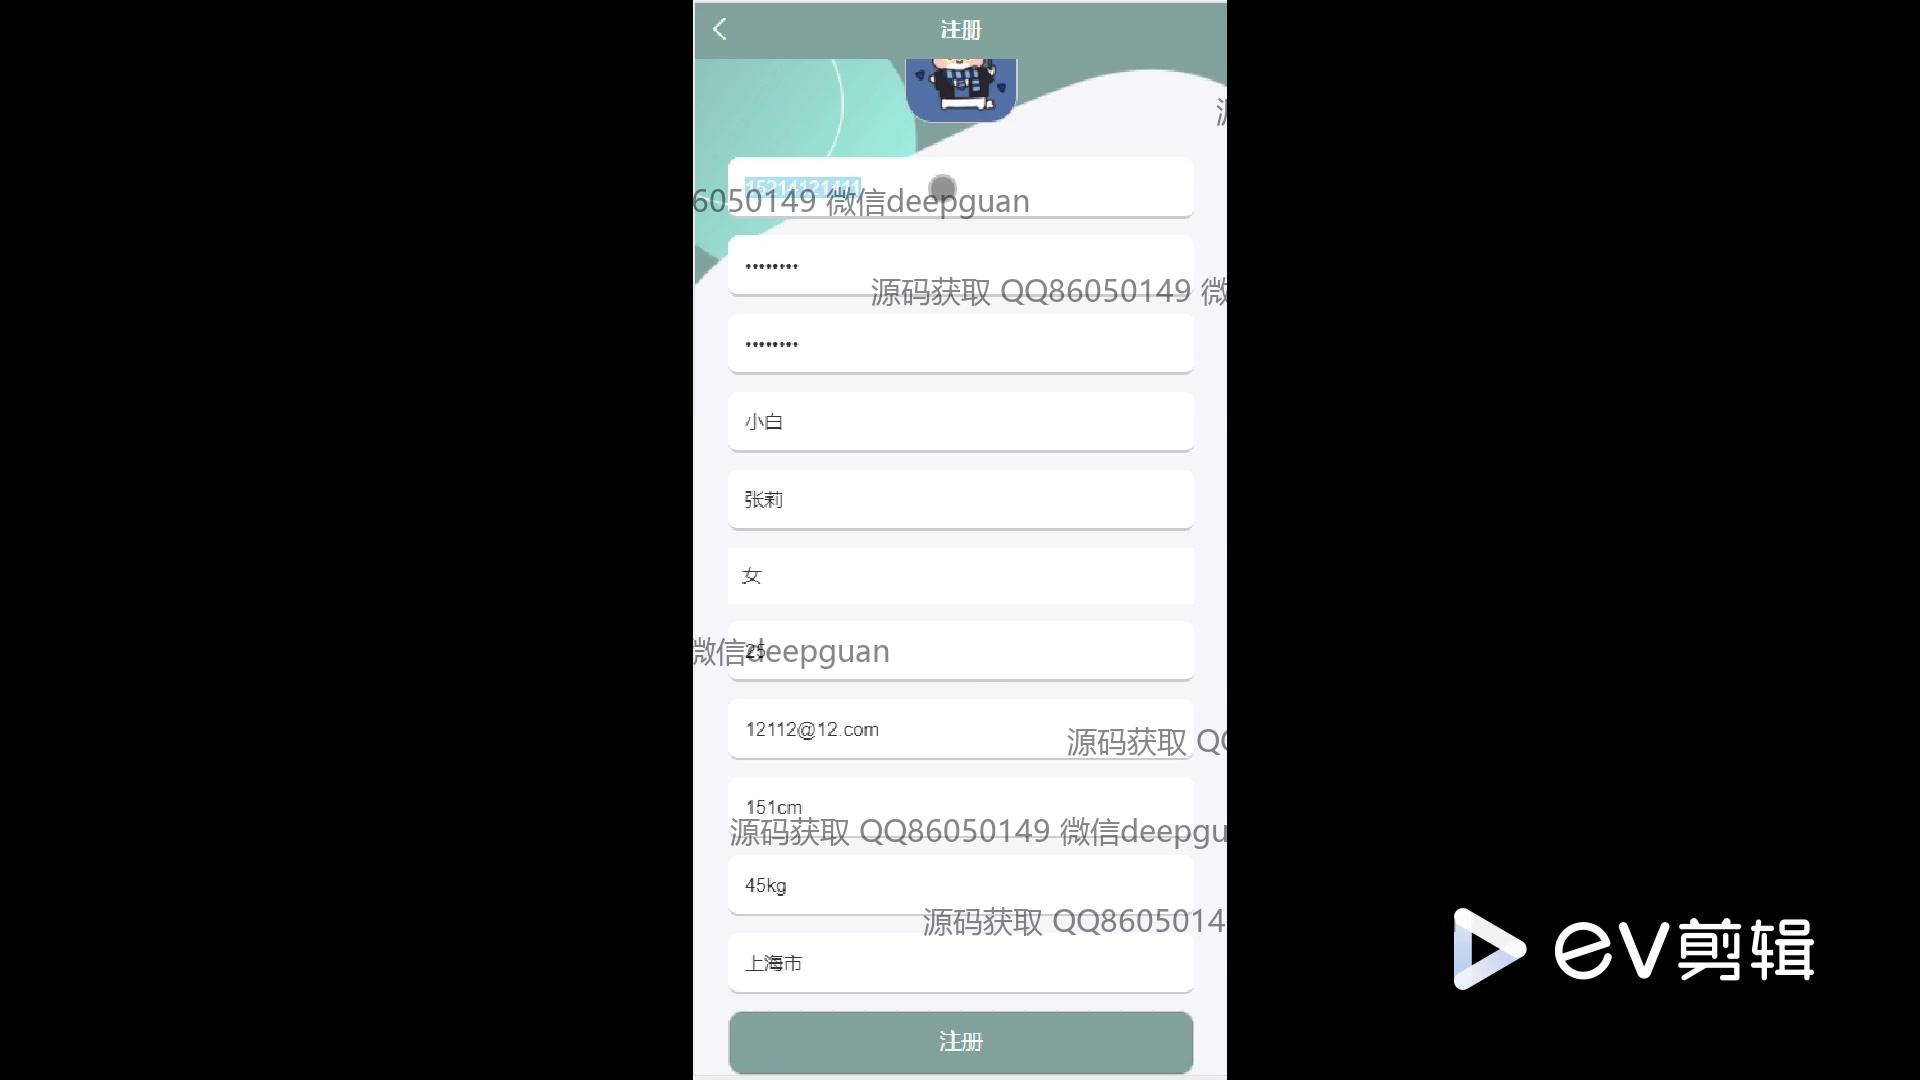 注册
源
15214121411
6050149 微信deepguan
••••••••
源码获取 QQ86050149 微
••••••••
小白
张莉
女
25
微信deepguan
12112@12.com
源码获取 QQ
151cm
源码获取 QQ86050149 微信deepgu
45kg
源码获取 QQ8605014
上海市
注册
ev剪辑